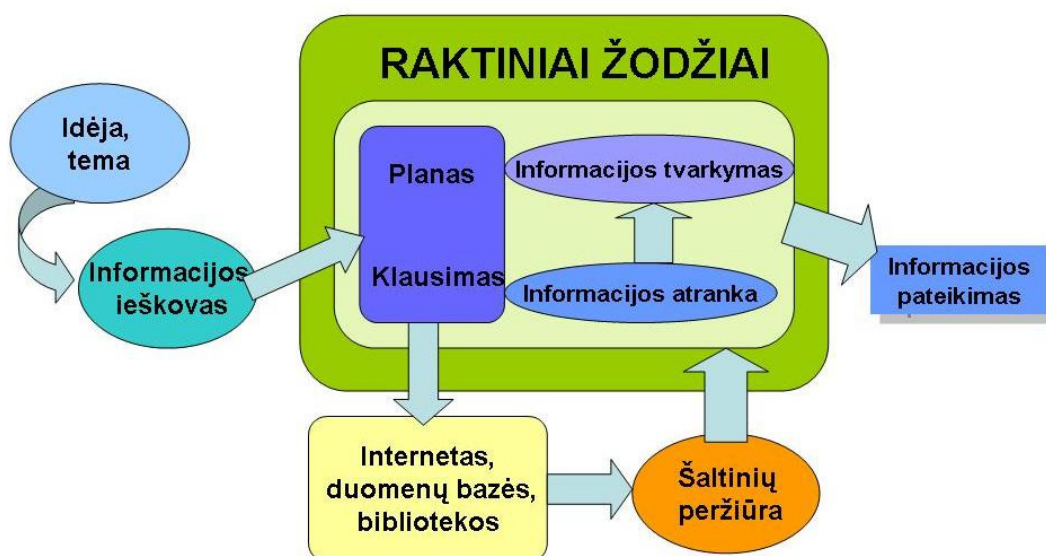 RAKTINIAI ŽODŽIAI
Idėja,
tema
Planas
Informacijos tvarkymas
Informacijos
ieškovas
Klausimas
Informacijos atranka
Informacijos
pateikimas
Internetas,
duomenų bazės,
bibliotekos
Šaltinių
peržiūra